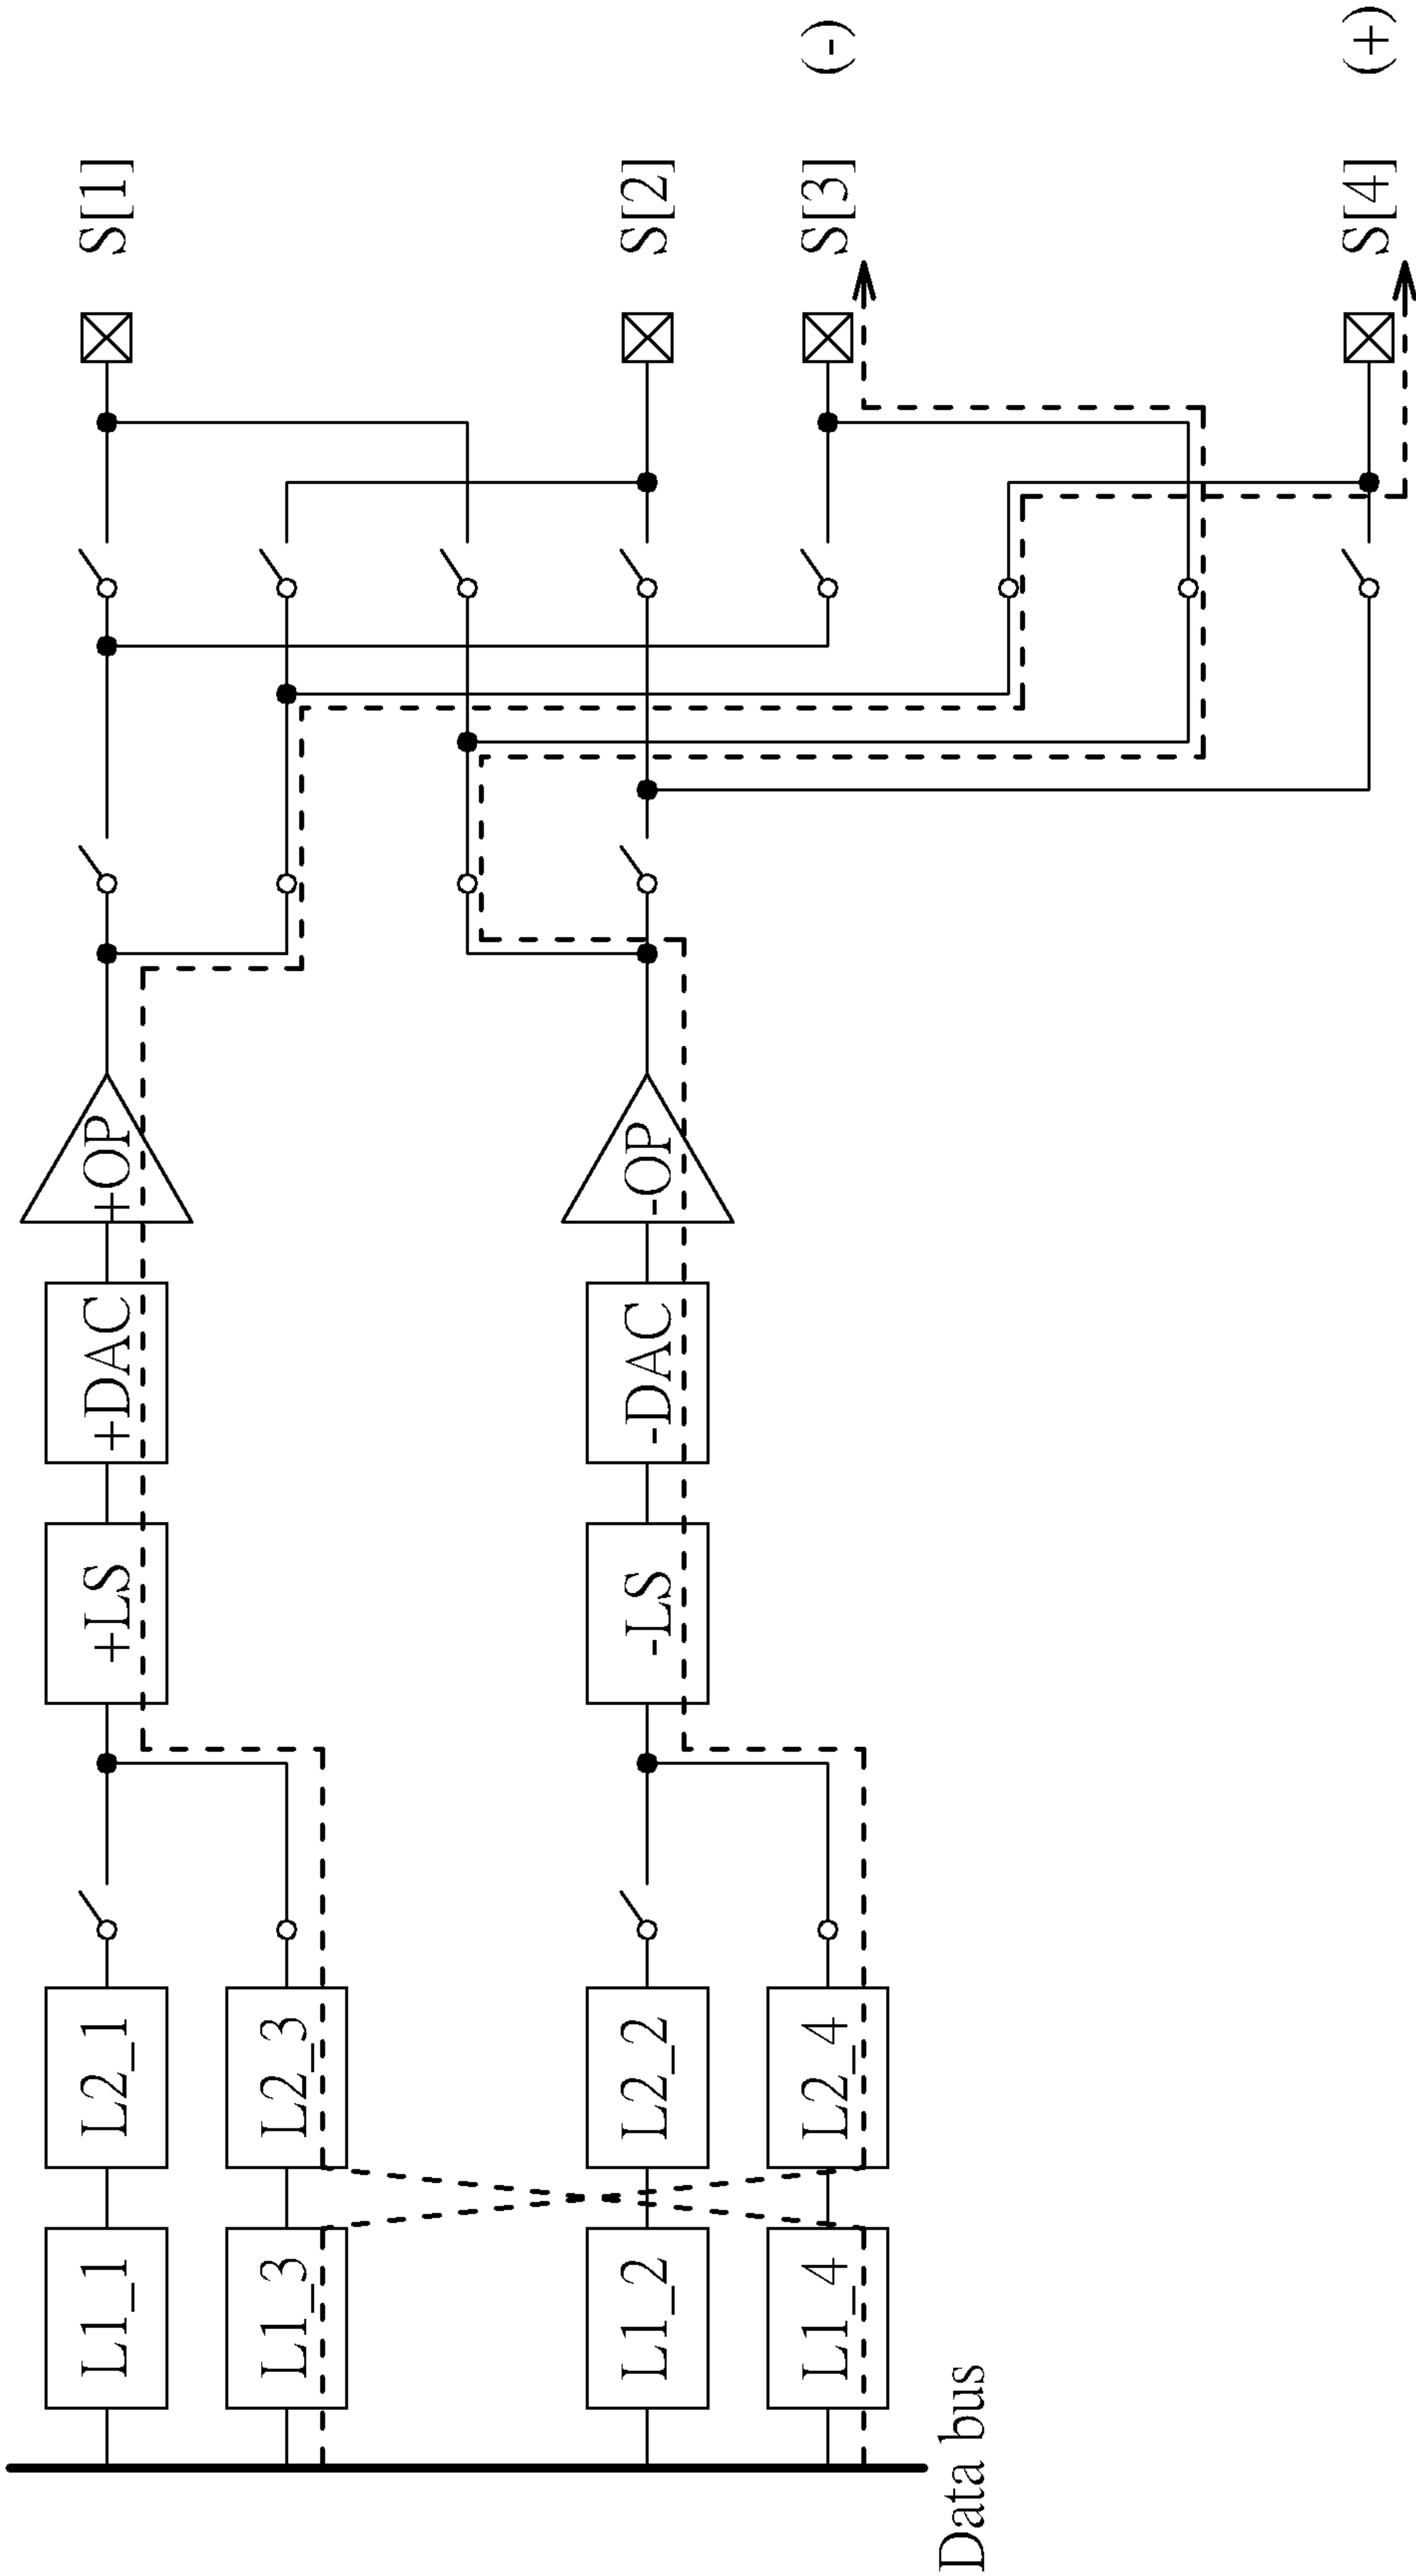 L1_1
L2_1
+LS
+DAC
+OP
S[1]
L1_3
L2_3
L1_2
L2_2
-LS
-DAC
-OP
S[2]
L1_4
L2_4
S[3]
(-)
Data bus
S[4]
(+)